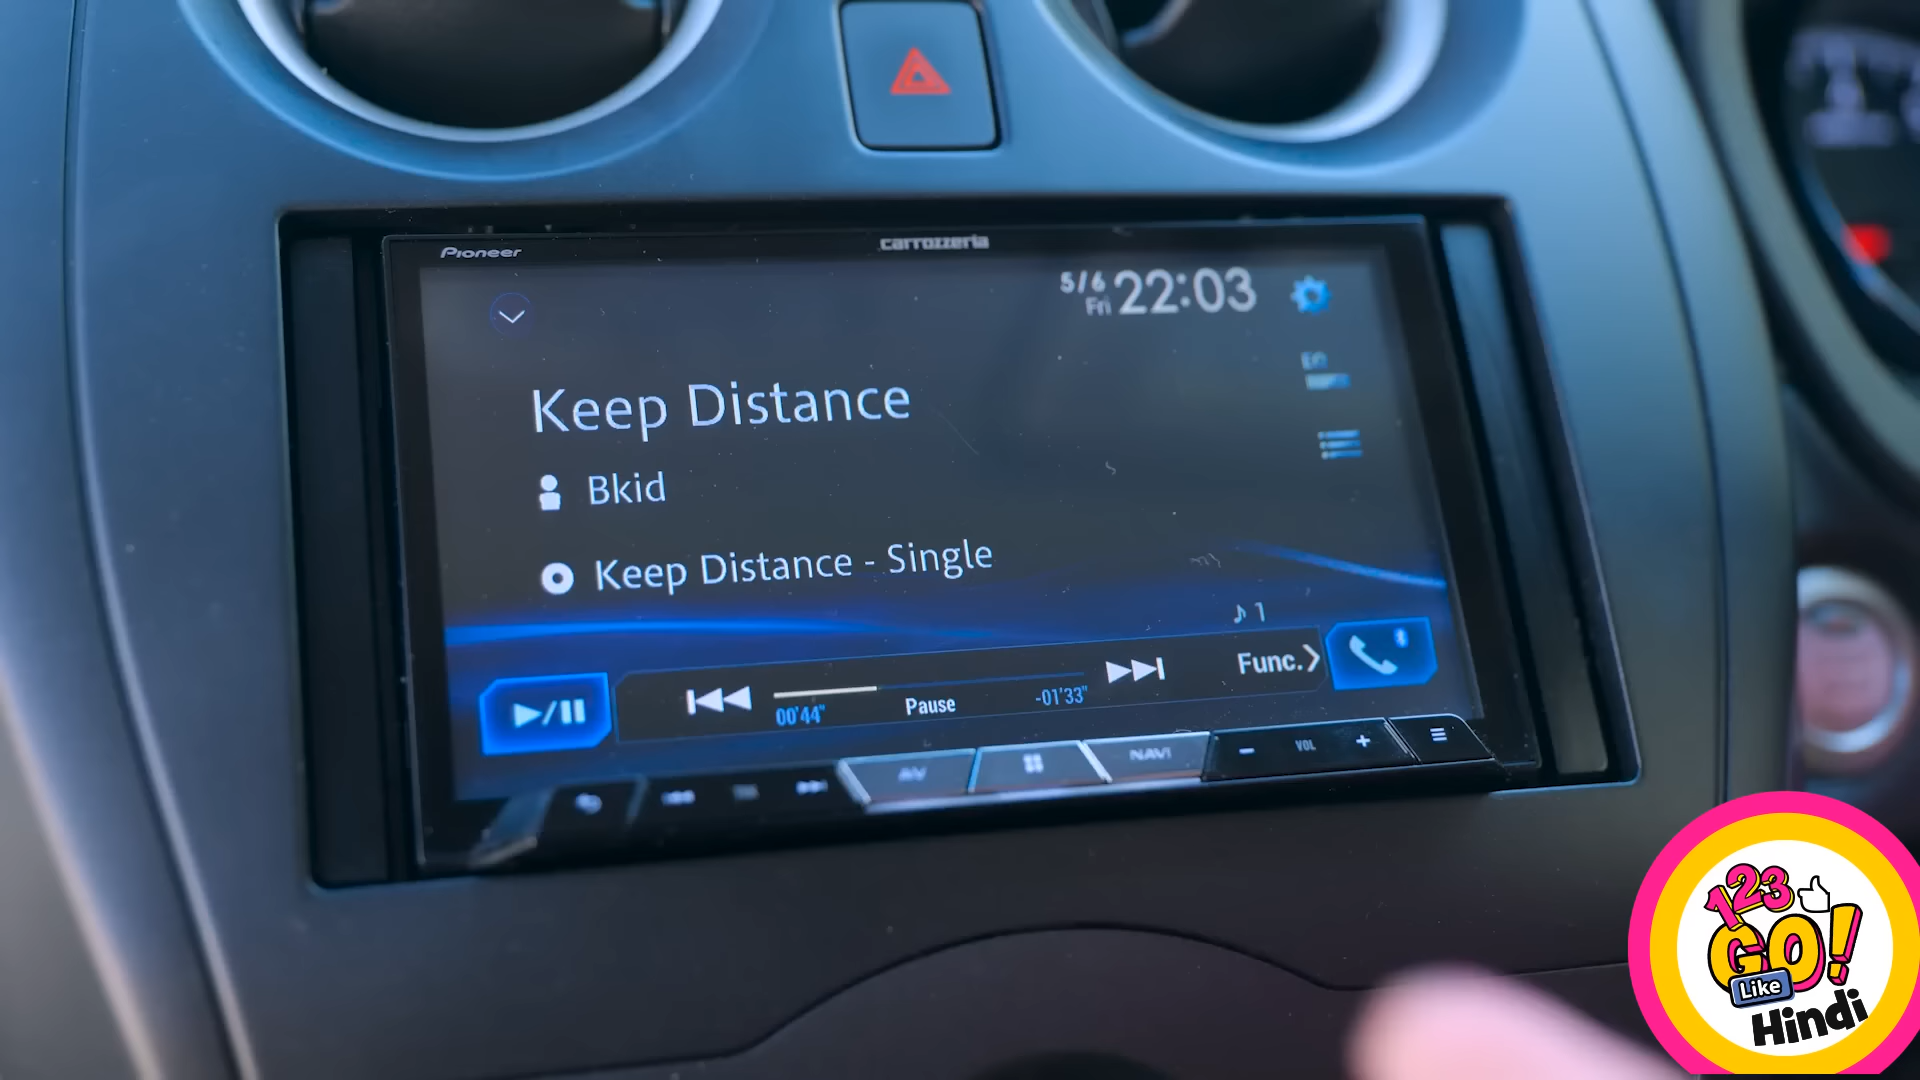 Pioneer
carrozzeria
5/6
Fri
22:03
Keep Distance
Bkid
Keep Distance - Single
♪ 1
00'44"
Pause
-01'33"
Func.
AV
NAVI
- VOL +
123
GO!
Like
Hindi